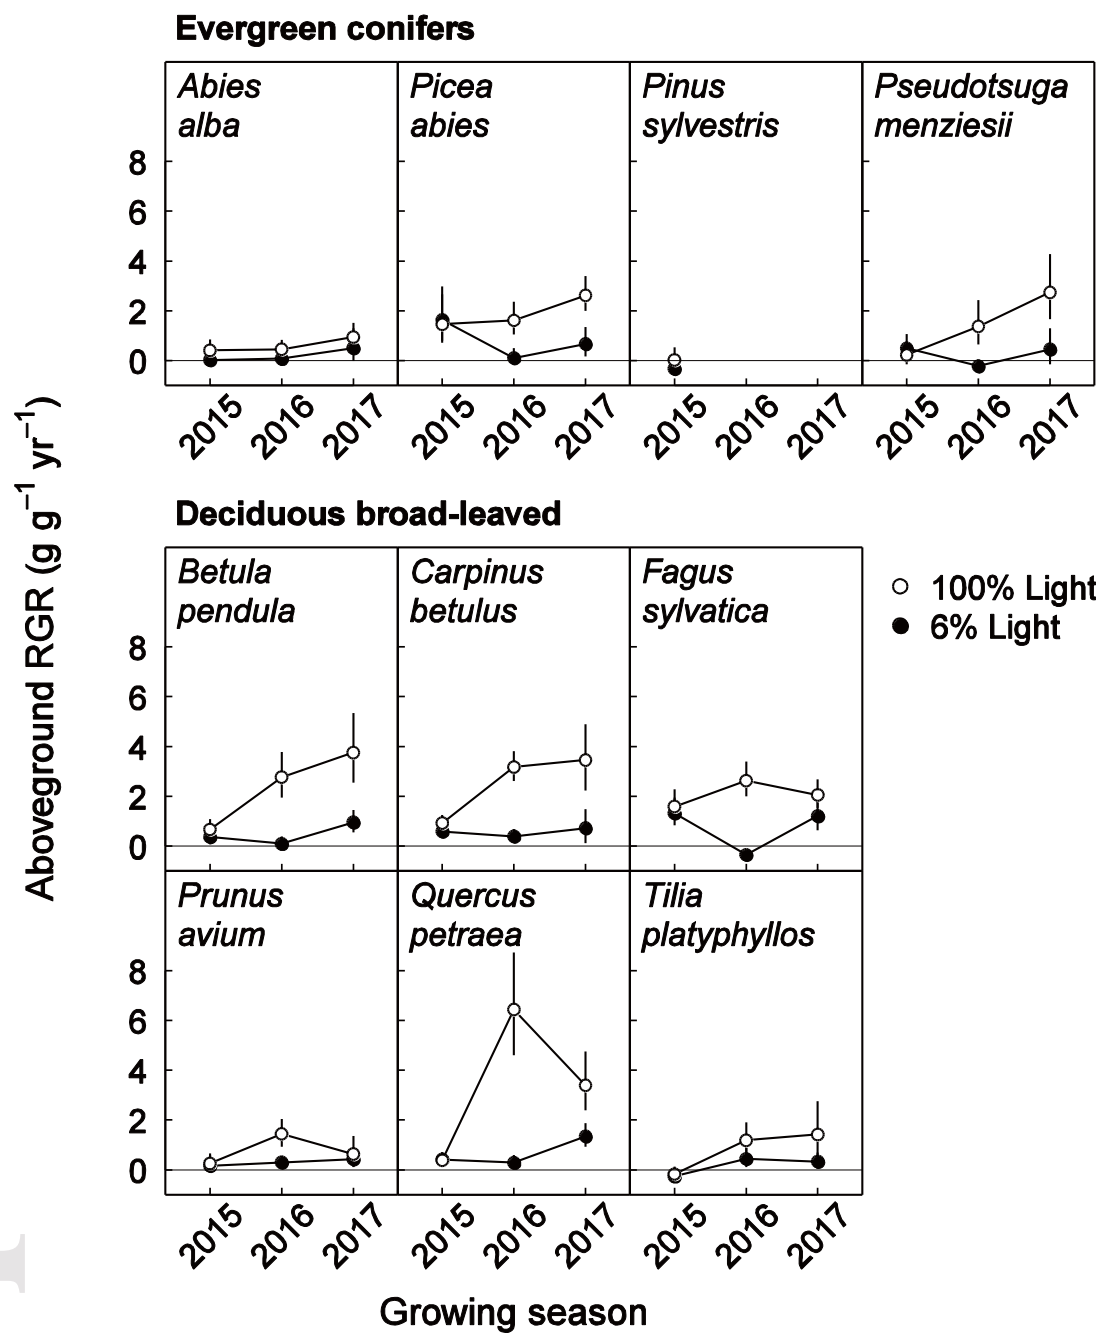 Evergreen conifers
Abies
alba
Picea
abies
Pinus
sylvestris
Pseudotsuga
menziesii
8
6
4
2
0
2015 2016 2017 2015 2016 2017 2015 2016 2017 2015 2016 2017
Aboveground RGR (g g⁻¹ yr⁻¹)
Deciduous broad-leaved
Betula
pendula
Carpinus
betulus
Fagus
sylvatica
100% Light
6% Light
8
6
4
2
0
Prunus
avium
Quercus
petraea
Tilia
platyphyllos
8
6
4
2
0
2015 2016 2017 2015 2016 2017 2015 2016 2017
Growing season